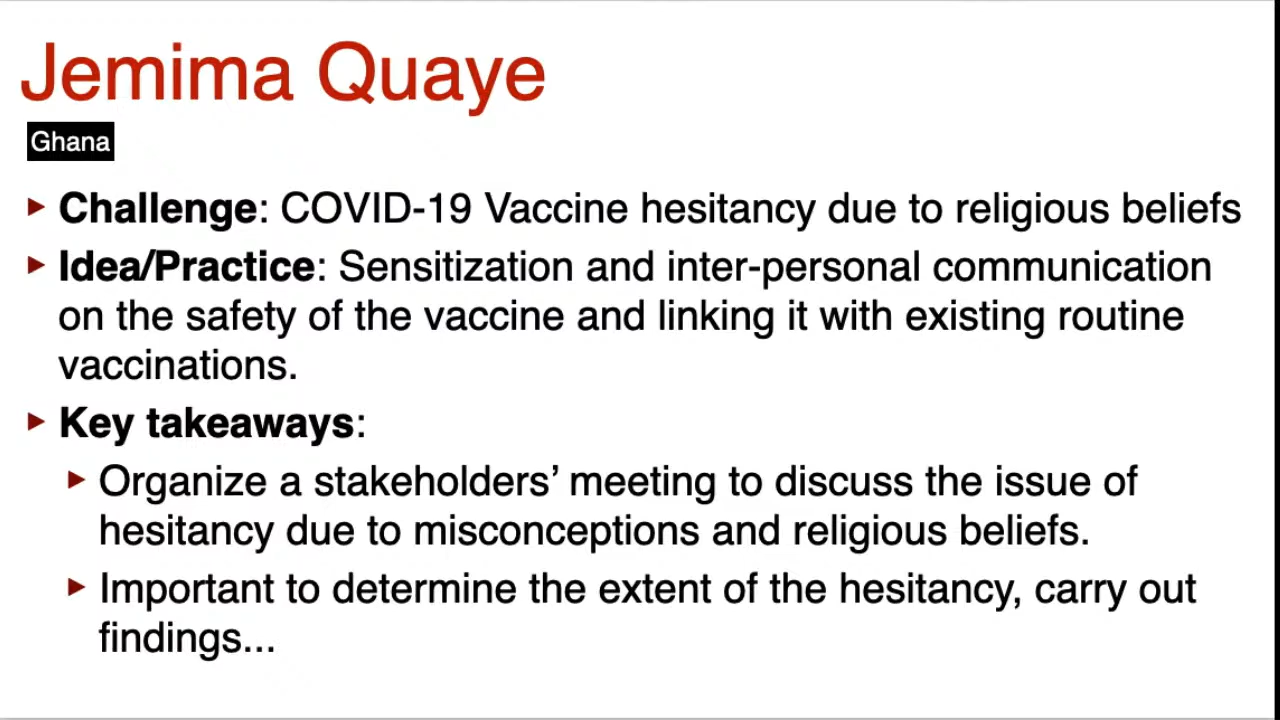 Jemima Quaye
Ghana
▸ Challenge: COVID-19 Vaccine hesitancy due to religious beliefs
▸ Idea/Practice: Sensitization and inter-personal communication
on the safety of the vaccine and linking it with existing routine
vaccinations.
▸ Key takeaways:
▸ Organize a stakeholders’ meeting to discuss the issue of
hesitancy due to misconceptions and religious beliefs.
▸ Important to determine the extent of the hesitancy, carry out
findings...